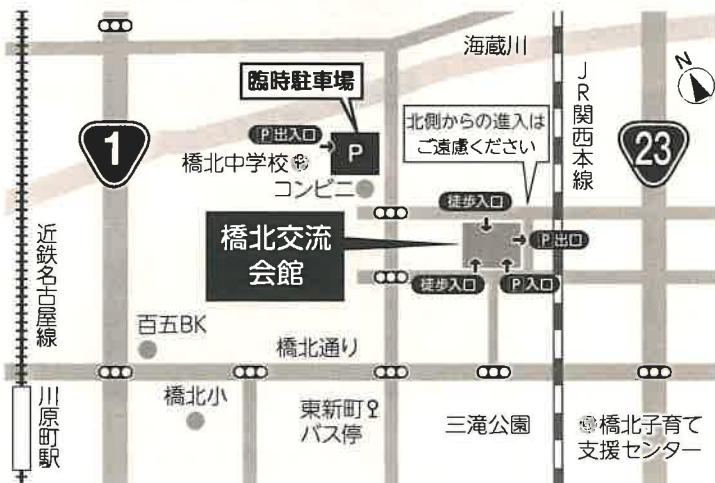 海蔵川
臨時駐車場
JR関西本線
N
P出入口
P
北側からの進入は
ご遠慮ください
1
23
橋北中学校
コンビニ
徒歩入口
橋北交流
会館
P出口
徒歩入口
P入口
近鉄名古屋線
百五BK
橋北通り
川原町駅
橋北小
東新町
バス停
三滝公園
橋北子育て
支援センター